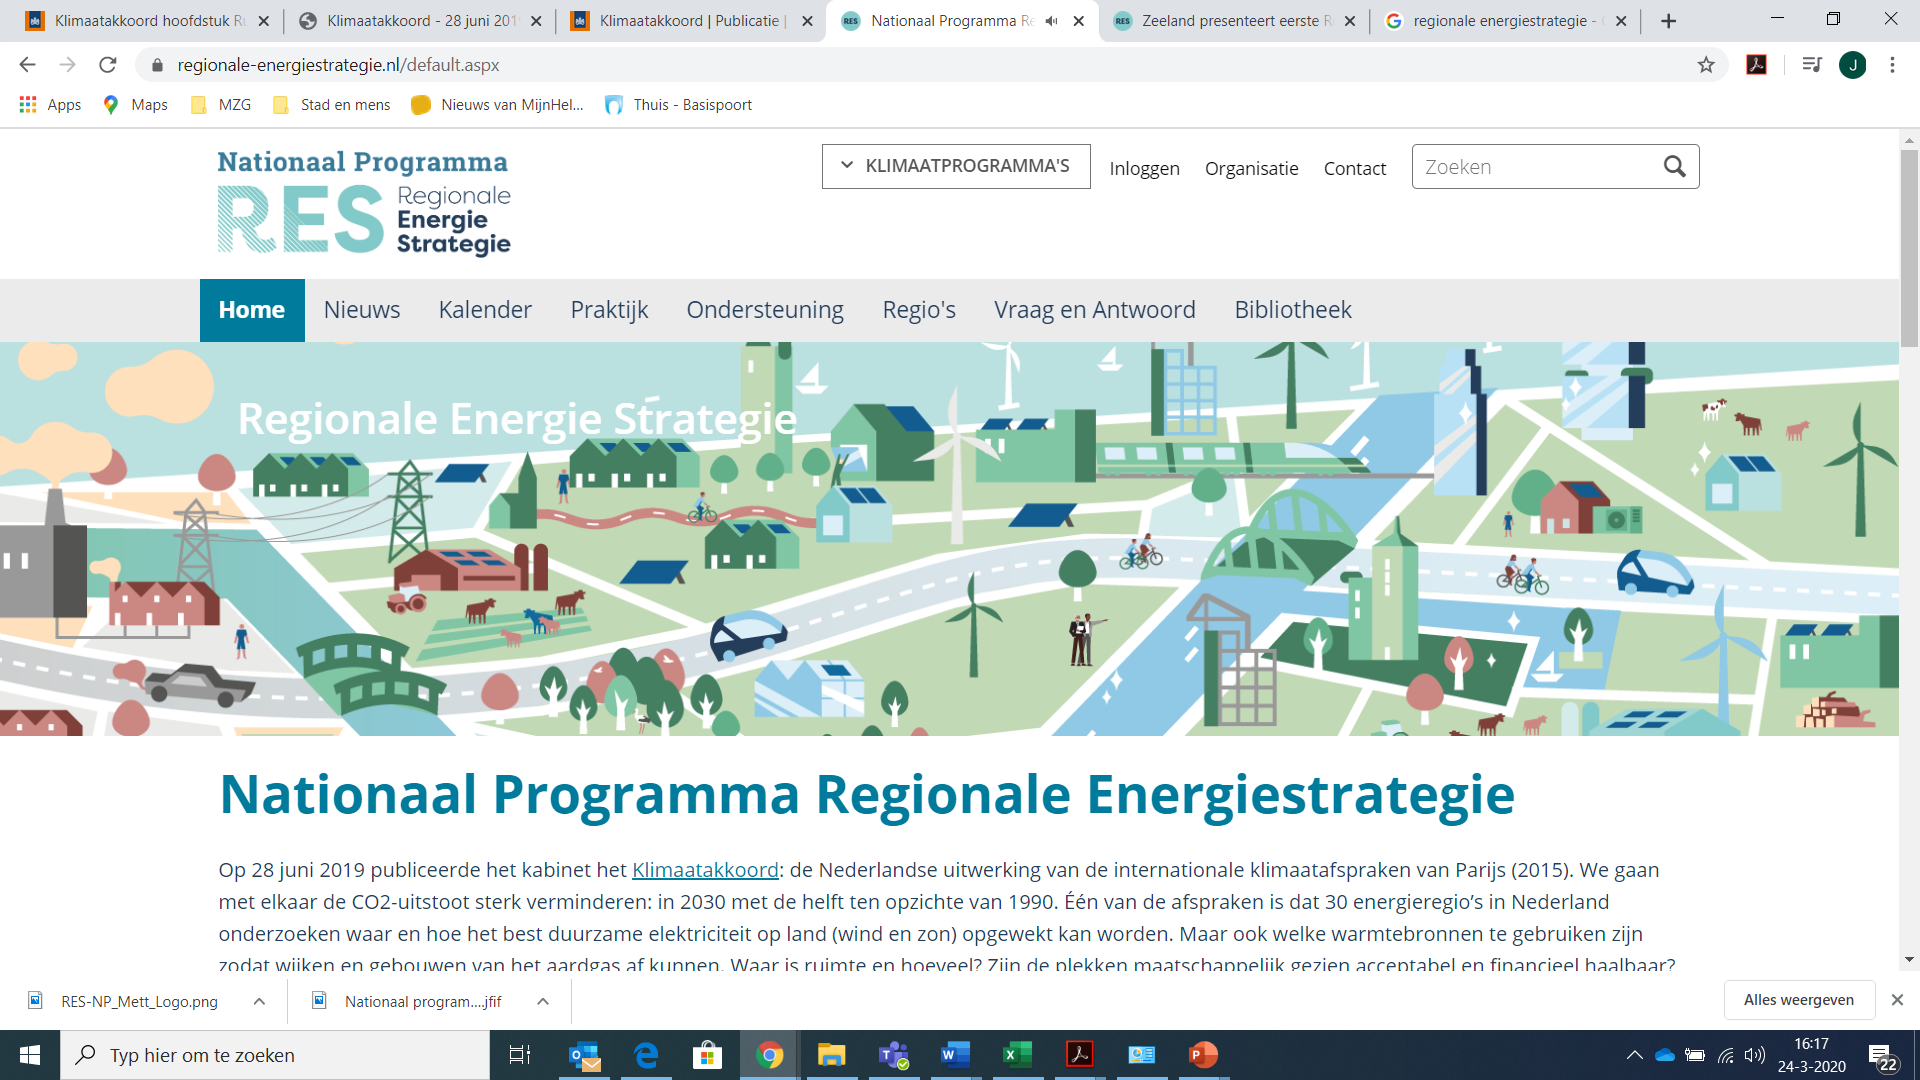 Klimaatakkoord hoofdstuk Ru
Klimaatakkoord - 28 juni 2019
Klimaatakkoord | Publicatie |
Nationaal Programma Re
Zeeland presenteert eerste R
regionale energiestrategie -
regionale-energiestrategie.nl/default.aspx
J
Apps
Maps
MZG
Stad en mens
Nieuws van MijnHel...
Thuis - Basispoort
Nationaal Programma
RES Regionale
Energie
Strategie
KLIMAATPROGRAMMA'S
Inloggen
Organisatie
Contact
Zoeken
Home
Nieuws
Kalender
Praktijk
Ondersteuning
Regio's
Vraag en Antwoord
Bibliotheek
Regionale Energie Strategie
Nationaal Programma Regionale Energiestrategie
Op 28 juni 2019 publiceerde het kabinet het Klimaatakkoord: de Nederlandse uitwerking van de internationale klimaatafspraken van Parijs (2015). We gaan
met elkaar de CO2-uitstoot sterk verminderen: in 2030 met de helft ten opzichte van 1990. Één van de afspraken is dat 30 energieregio's in Nederland
onderzoeken waar en hoe het best duurzame elektriciteit op land (wind en zon) opgewekt kan worden. Maar ook welke warmtebronnen te gebruiken zijn
zodat wijken en gebouwen van het aardgas af kunnen. Waar is ruimte en hoeveel? Zijn de plekken maatschappelijk gezien acceptabel en financieel haalbaar?
RES-NP_Mett_Logo.png
Nationaal program....jfif
Alles weergeven
Typ hier om te zoeken
16:17
24-3-2020
22